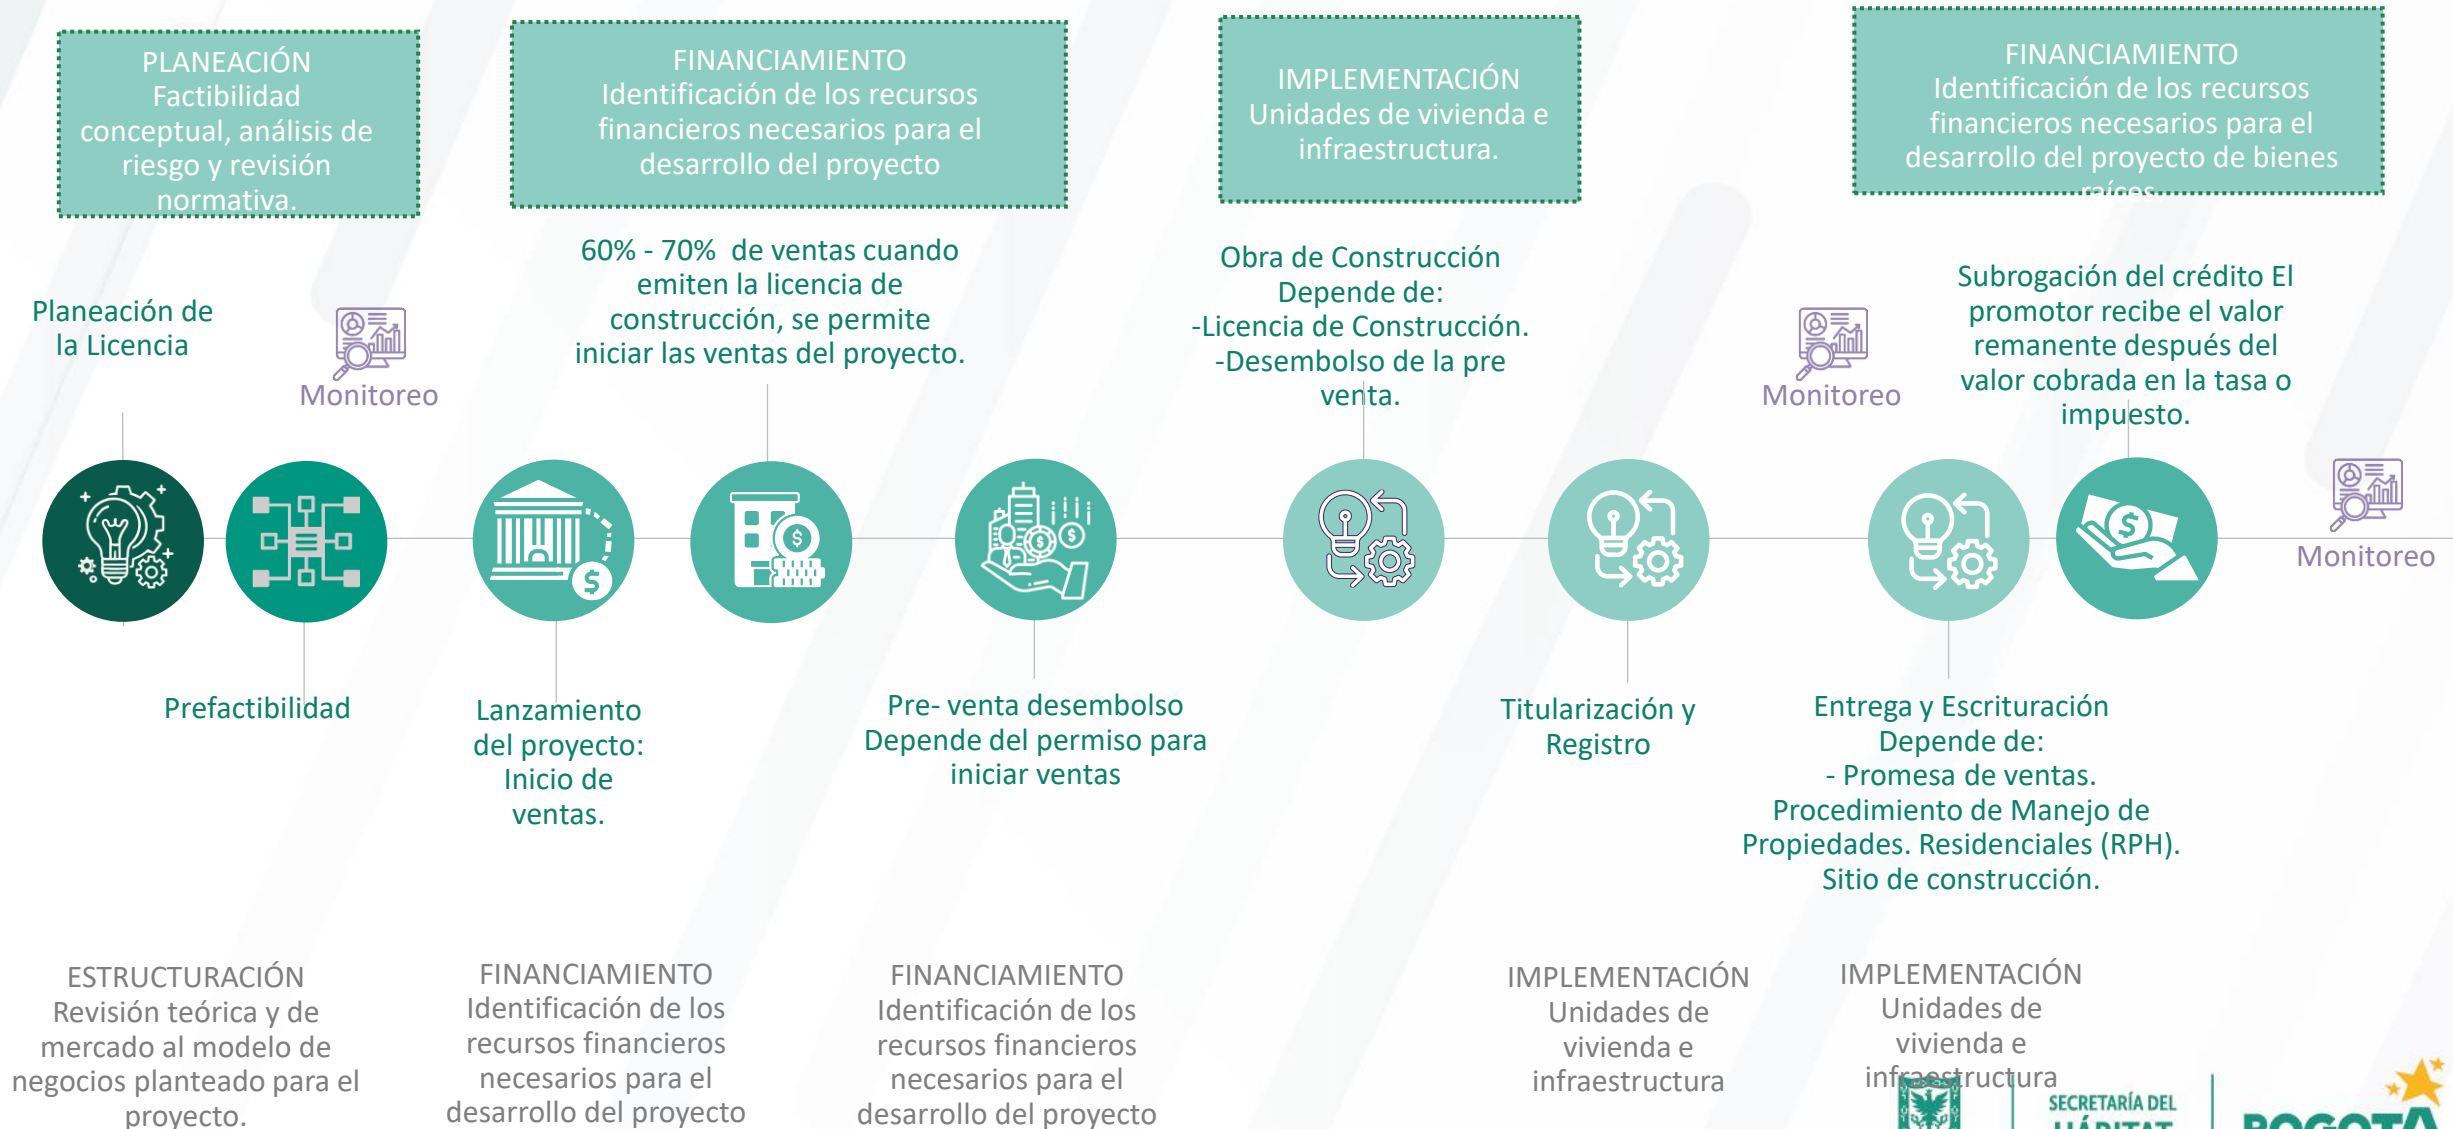 PLANEACIÓN
Factibilidad
conceptual, análisis de
riesgo y revisión
normativa.
FINANCIAMIENTO
Identificación de los recursos
financieros necesarios para el
desarrollo del proyecto
IMPLEMENTACIÓN
Unidades de vivienda e
infraestructura.
FINANCIAMIENTO
Identificación de los recursos
financieros necesarios para el
desarrollo del proyecto de bienes
raíces.
Planeación de
la Licencia
Monitoreo
60% - 70% de ventas cuando
emiten la licencia de
construcción, se permite
iniciar las ventas del proyecto.
Obra de Construcción
Depende de:
-Licencia de Construcción.
-Desembolso de la pre
venta.
Monitoreo
Subrogación del crédito El
promotor recibe el valor
remanente después del
valor cobrada en la tasa o
impuesto.
Monitoreo
Prefactibilidad
Lanzamiento
del proyecto:
Inicio de
ventas.
Pre- venta desembolso
Depende del permiso para
iniciar ventas
Titularización y
Registro
Entrega y Escrituración
Depende de:
- Promesa de ventas.
Procedimiento de Manejo de
Propiedades. Residenciales (RPH).
Sitio de construcción.
ESTRUCTURACIÓN
Revisión teórica y de
mercado al modelo de
negocios planteado para el
proyecto.
FINANCIAMIENTO
Identificación de los
recursos financieros
necesarios para el
desarrollo del proyecto
FINANCIAMIENTO
Identificación de los
recursos financieros
necesarios para el
desarrollo del proyecto
IMPLEMENTACIÓN
Unidades de
vivienda e
infraestructura
IMPLEMENTACIÓN
Unidades de
vivienda e
infraestructura
SECRETARÍA DEL
HÁBITAT
BOGOTÁ